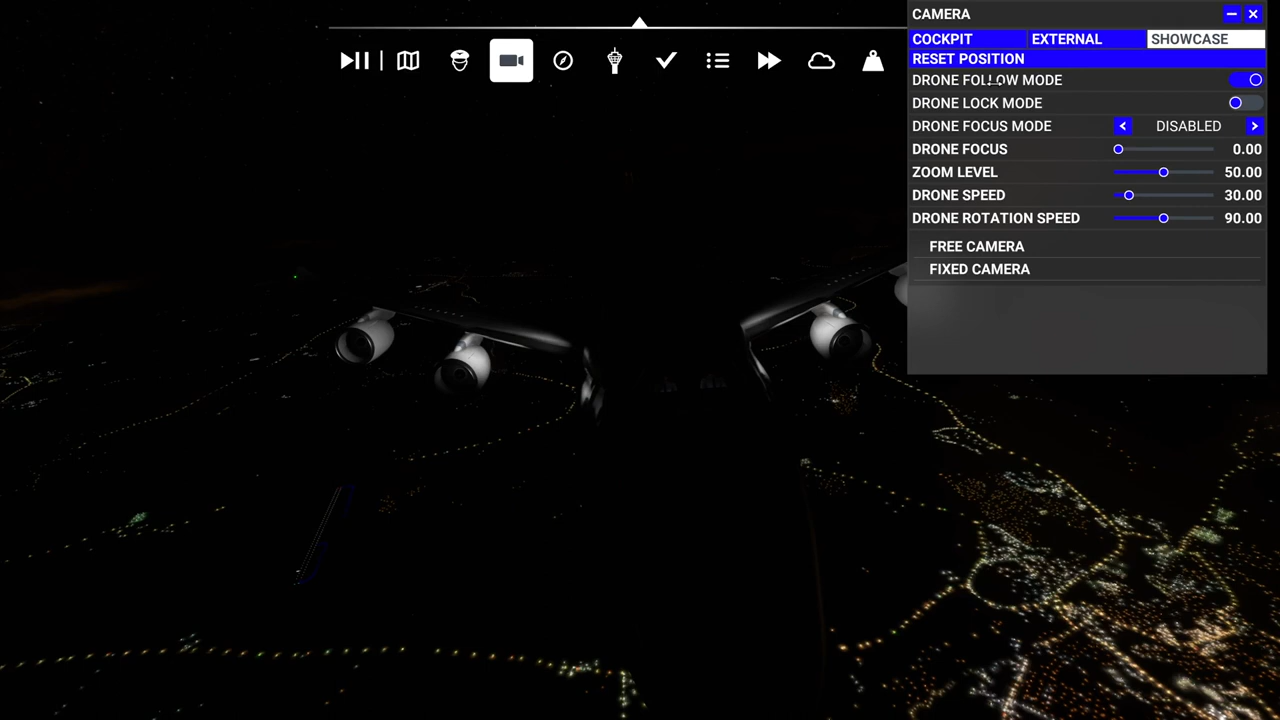 CAMERA
COCKPIT EXTERNAL SHOWCASE
RESET POSITION
DRONE FOLLOW MODE
DRONE LOCK MODE
DRONE FOCUS MODE DISABLED
DRONE FOCUS 0.00
ZOOM LEVEL 50.00
DRONE SPEED 30.00
DRONE ROTATION SPEED 90.00
FREE CAMERA
FIXED CAMERA